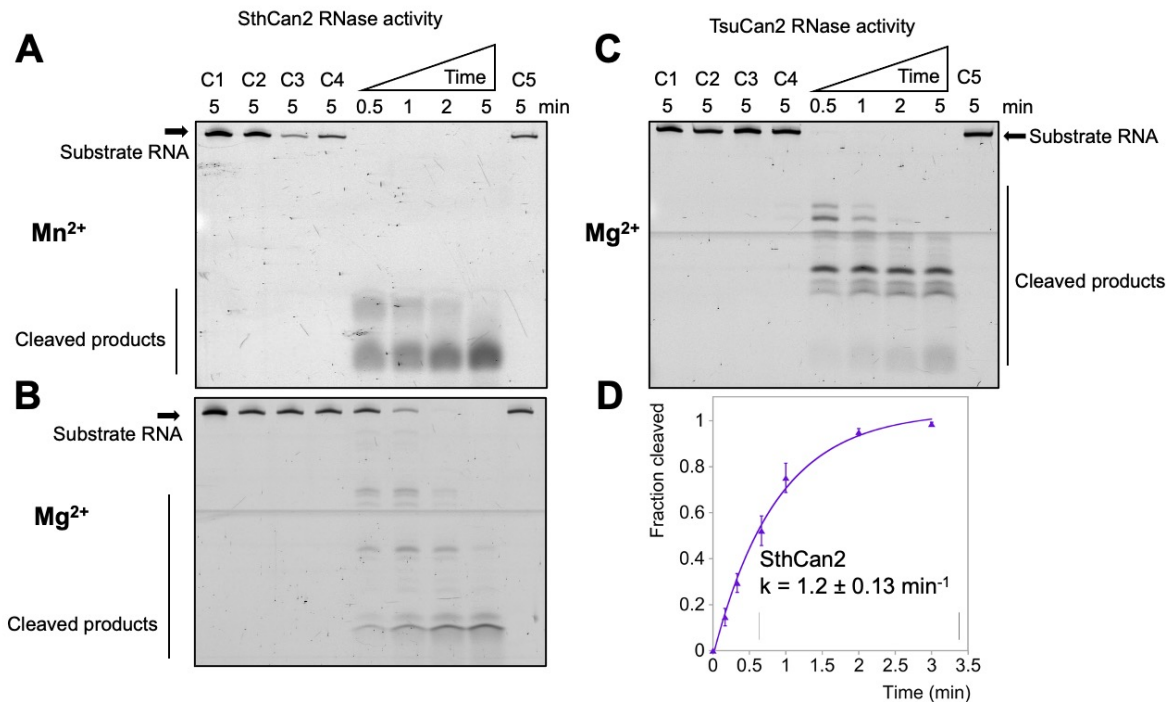 SthCan2 RNase activity
A
C1 C2 C3 C4 Time C5
5 5 5 5 0.5 1 2 5 5 min
Substrate RNA
Mn²⁺
Cleaved products
B
Substrate RNA
Mg²⁺
Cleaved products
TsuCan2 RNase activity
C
C1 C2 C3 C4 Time C5
5 5 5 5 0.5 1 2 5 5 min
Substrate RNA
Mg²⁺
Cleaved products
D
Fraction cleaved
1
0.8
0.6
0.4
0.2
0
SthCan2
k = 1.2 ± 0.13 min⁻¹
0 0.5 1 1.5 2 2.5 3 3.5
Time (min)